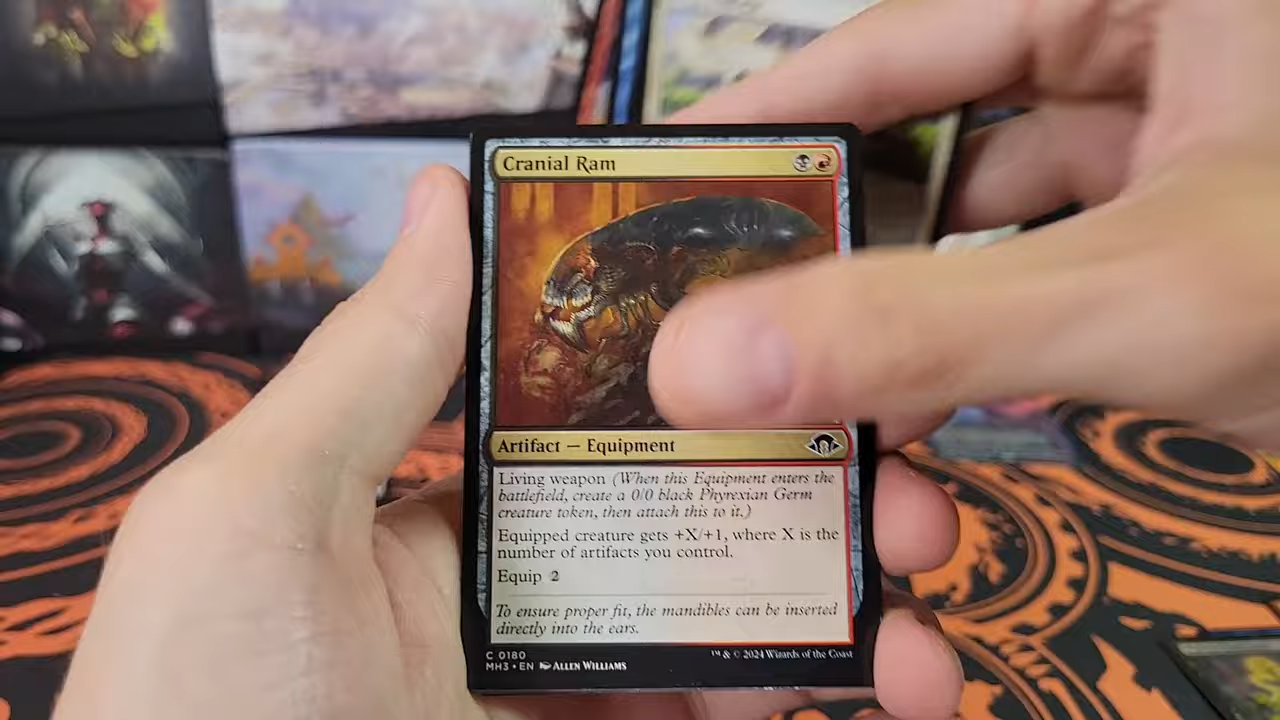 Cranial Ram
Artifact — Equipment
Living weapon (When this Equipment enters the
battlefield, create a 0/0 black Phyrexian Germ
creature token, then attach this to it.)
Equipped creature gets +X/+1, where X is the
number of artifacts you control.
Equip 2
To ensure proper fit, the mandibles can be inserted
directly into the ears.
C 0180
MH3 • EN ALLEN WILLIAMS
™ & © 2024 Wizards of the Coast